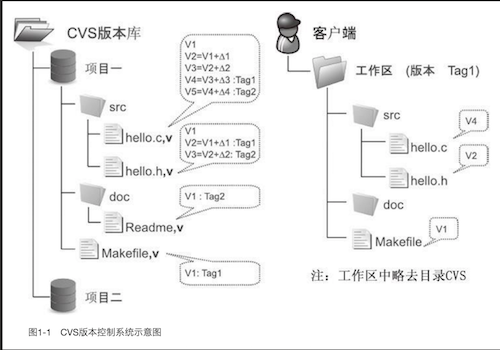 CVS版本库
项目一
src
hello.c,v
hello.h,v
doc
Readme,v
Makefile,v
项目二
V1
V2=V1+Δ1
V3=V2+Δ2
V4=V3+Δ3 :Tag1
V5=V4+Δ4 :Tag2
V1
V2=V1+Δ1 :Tag1
V3=V2+Δ2: Tag2
V1 : Tag2
V1: Tag1
客户端
工作区 (版本 Tag1)
src
hello.c
V4
hello.h
V2
doc
Makefile
V1
注：工作区中略去目录CVS
图1-1 CVS版本控制系统示意图